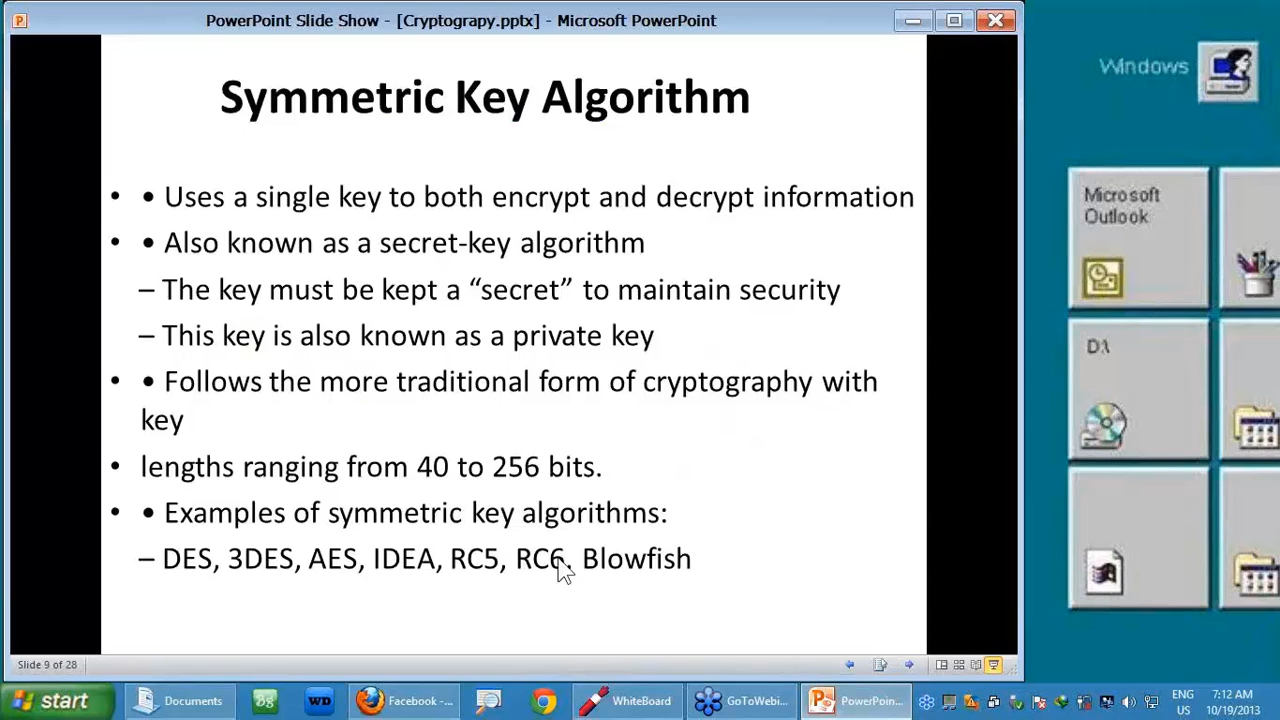 PowerPoint Slide Show - [Cryptograpy.pptx] - Microsoft PowerPoint
Windows
Symmetric Key Algorithm
• • Uses a single key to both encrypt and decrypt information
• • Also known as a secret-key algorithm
– The key must be kept a “secret” to maintain security
– This key is also known as a private key
• • Follows the more traditional form of cryptography with
key
• lengths ranging from 40 to 256 bits.
• • Examples of symmetric key algorithms:
– DES, 3DES, AES, IDEA, RC5, RC6, Blowfish
Microsoft
Outlook
D:\
Slide 9 of 28
start
Documents
WD
Facebook -...
WhiteBoard
GoToWebi...
PowerPoin...
ENG
US
7:12 AM
10/19/2013